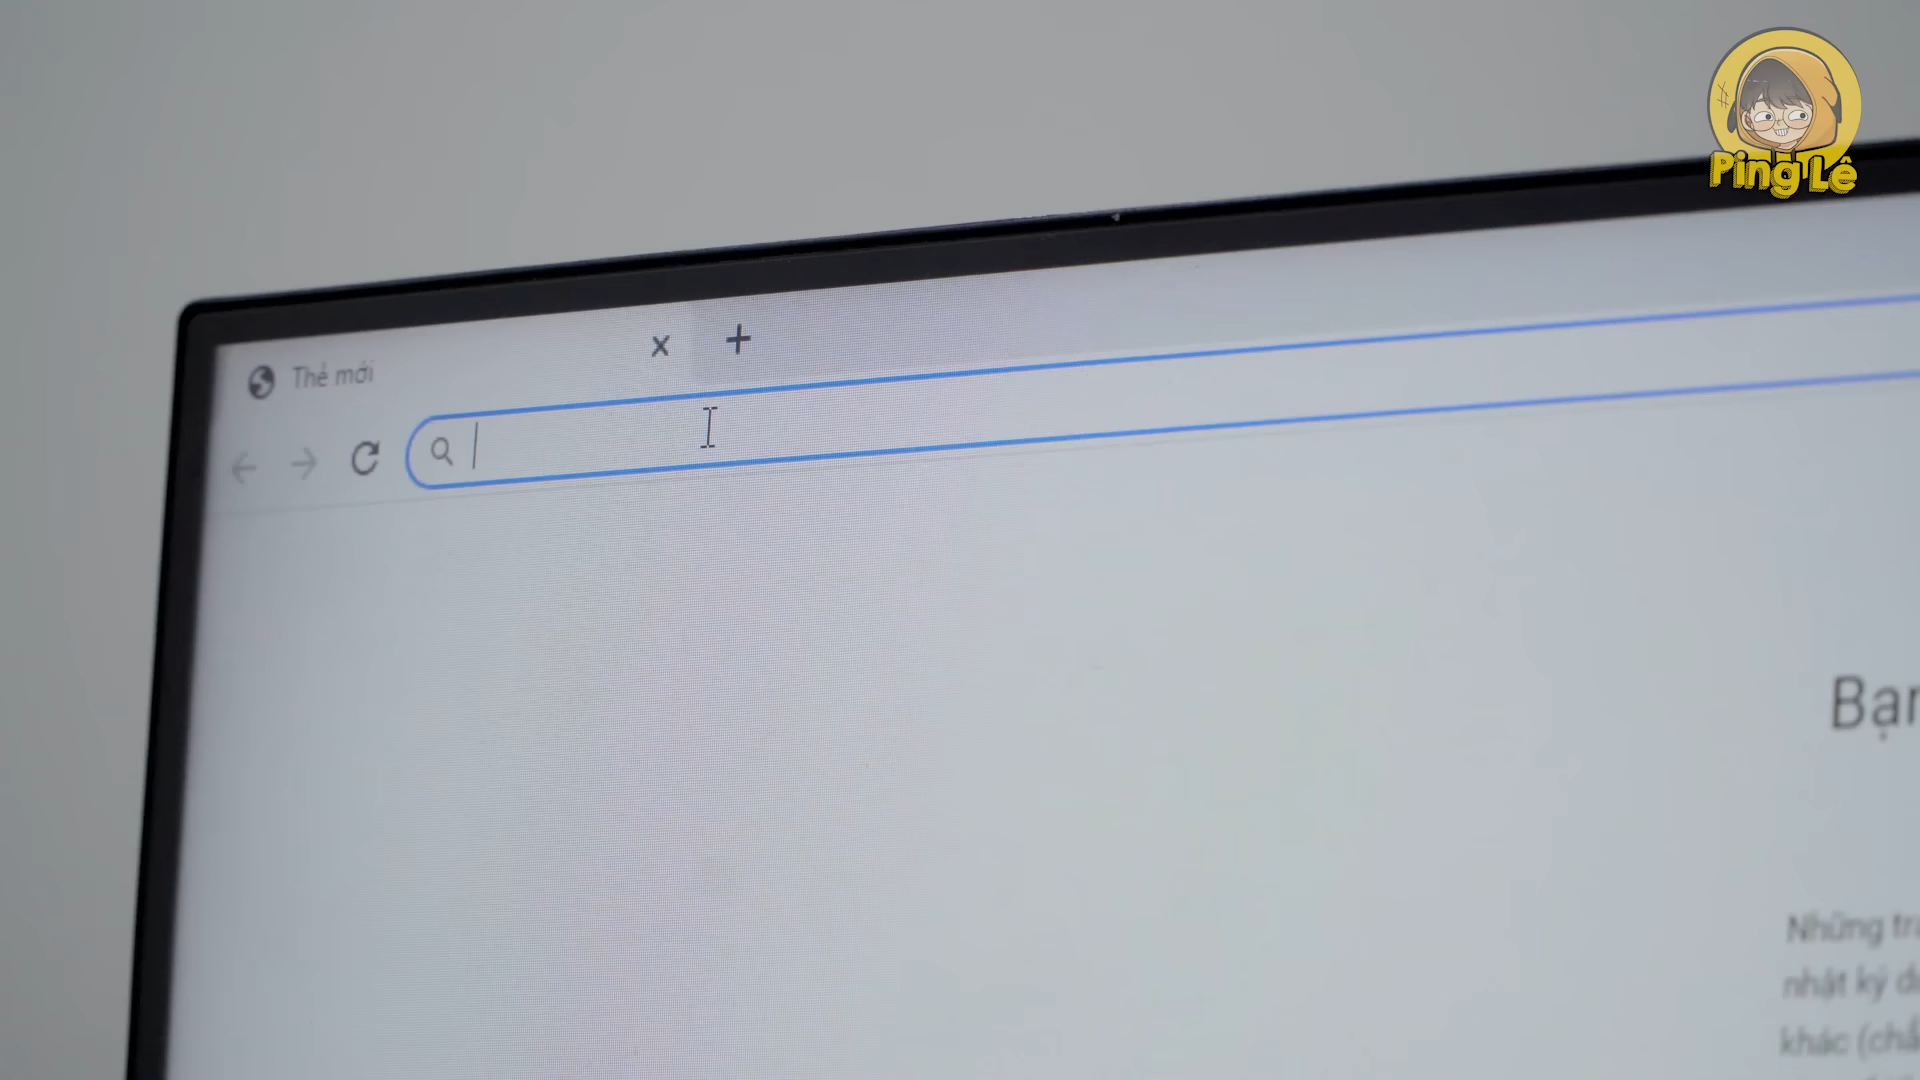 Ping Lê
Thẻ mới
Bạn
Những
nhật ký
khác